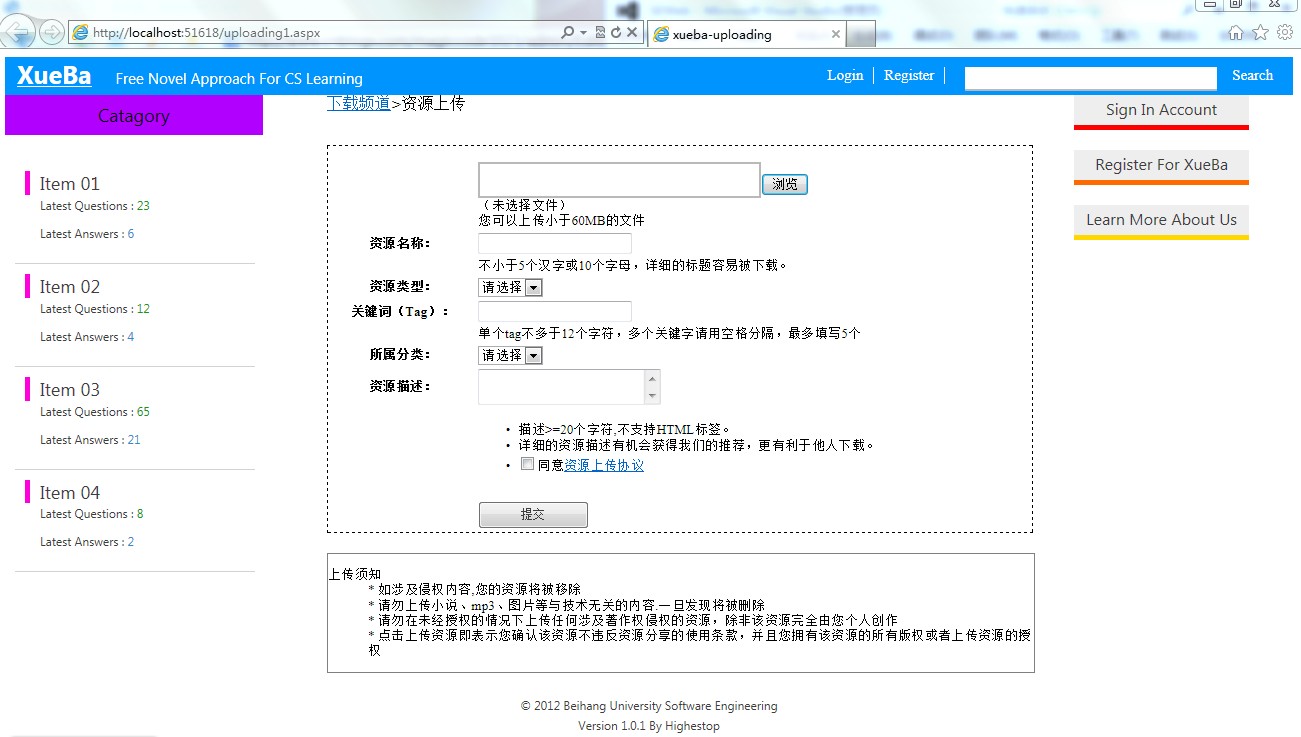 http://localhost:51618/uploading1.aspx
xueba-uploading
XueBa Free Novel Approach For CS Learning
Login Register Search
Catagory
Item 01
Latest Questions : 23
Latest Answers : 6
Item 02
Latest Questions : 12
Latest Answers : 4
Item 03
Latest Questions : 65
Latest Answers : 21
Item 04
Latest Questions : 8
Latest Answers : 2
下载频道>资源上传
浏览
（未选择文件）
您可以上传小于60MB的文件
资源名称：
不小于5个汉字或10个字母，详细的标题容易被下载。
资源类型： 请选择
关键词（Tag）：
单个tag不多于12个字符，多个关键字请用空格分隔，最多填写5个
所属分类： 请选择
资源描述：
• 描述>=20个字符,不支持HTML标签。
• 详细的资源描述有机会获得我们的推荐，更有利于他人下载。
• 同意资源上传协议
提交
上传须知
* 如涉及侵权内容,您的资源将被移除
* 请勿上传小说、mp3、图片等与技术无关的内容.一旦发现将被删除
* 请勿在未经授权的情况下上传任何涉及著作权侵权的资源，除非该资源完全由您个人创作
* 点击上传资源即表示您确认该资源不违反资源分享的使用条款，并且您拥有该资源的所有版权或者上传资源的授
权
Sign In Account
Register For XueBa
Learn More About Us
© 2012 Beihang University Software Engineering
Version 1.0.1 By Highestop